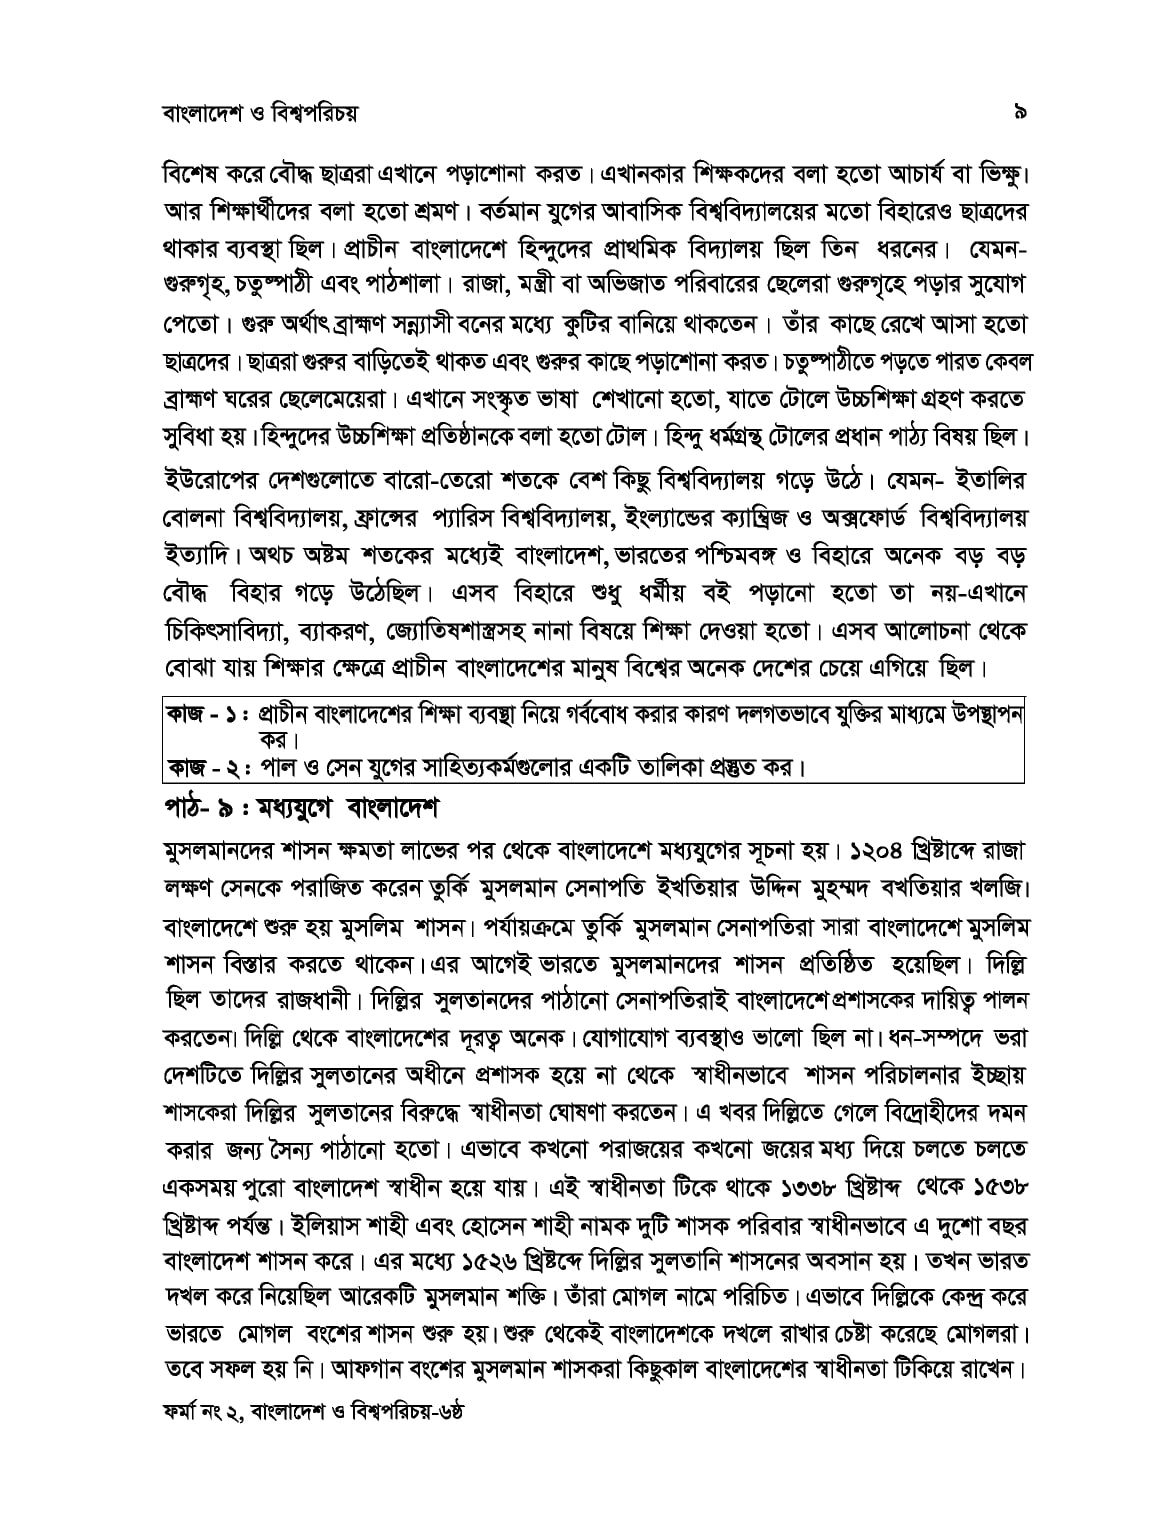 বাংলাদেশ ও বিশ্বপরিচয় ৯
বিশেষ করে বৌদ্ধ ছাত্ররা এখানে পড়াশোনা করত। এখানকার শিক্ষকদের বলা হতো আচার্য বা ভিক্ষু।
আর শিক্ষার্থীদের বলা হতো শ্রমণ। বর্তমান যুগের আবাসিক বিশ্ববিদ্যালয়ের মতো বিহারেও ছাত্রদের
থাকার ব্যবস্থা ছিল। প্রাচীন বাংলাদেশে হিন্দুদের প্রাথমিক বিদ্যালয় ছিল তিন ধরনের। যেমন-
গুরুগৃহ, চতুষ্পাঠী এবং পাঠশালা। রাজা, মন্ত্রী বা অভিজাত পরিবারের ছেলেরা গুরুগৃহে পড়ার সুযোগ
পেতো। গুরু অর্থাৎ ব্রাহ্মণ সন্ন্যাসী বনের মধ্যে কুটির বানিয়ে থাকতেন। তাঁর কাছে রেখে আসা হতো
ছাত্রদের। ছাত্ররা গুরুর বাড়িতেই থাকত এবং গুরুর কাছে পড়াশোনা করত। চতুষ্পাঠীতে পড়তে পারত কেবল
ব্রাহ্মণ ঘরের ছেলেমেয়েরা। এখানে সংস্কৃত ভাষা শেখানো হতো, যাতে টোলে উচ্চশিক্ষা গ্রহণ করতে
সুবিধা হয়। হিন্দুদের উচ্চশিক্ষা প্রতিষ্ঠানকে বলা হতো টোল। হিন্দু ধর্মগ্রন্থ টোলের প্রধান পাঠ্য বিষয় ছিল।
ইউরোপের দেশগুলোতে বারো-তেরো শতকে বেশ কিছু বিশ্ববিদ্যালয় গড়ে উঠে। যেমন- ইতালির
বোলনা বিশ্ববিদ্যালয়, ফ্রান্সের প্যারিস বিশ্ববিদ্যালয়, ইংল্যান্ডের ক্যাম্ব্রিজ ও অক্সফোর্ড বিশ্ববিদ্যালয়
ইত্যাদি। অথচ অষ্টম শতকের মধ্যেই বাংলাদেশ, ভারতের পশ্চিমবঙ্গ ও বিহারে অনেক বড় বড়
বৌদ্ধ বিহার গড়ে উঠেছিল। এসব বিহারে শুধু ধর্মীয় বই পড়ানো হতো তা নয়-এখানে
চিকিৎসাবিদ্যা, ব্যাকরণ, জ্যোতিষশাস্ত্রসহ নানা বিষয়ে শিক্ষা দেওয়া হতো। এসব আলোচনা থেকে
বোঝা যায় শিক্ষার ক্ষেত্রে প্রাচীন বাংলাদেশের মানুষ বিশ্বের অনেক দেশের চেয়ে এগিয়ে ছিল।
কাজ - ১ : প্রাচীন বাংলাদেশের শিক্ষা ব্যবস্থা নিয়ে গর্ববোধ করার কারণ দলগতভাবে যুক্তির মাধ্যমে উপস্থাপন
কর।
কাজ - ২ : পাল ও সেন যুগের সাহিত্যকর্মগুলোর একটি তালিকা প্রস্তুত কর।
পাঠ- ৯ : মধ্যযুগে বাংলাদেশ
মুসলমানদের শাসন ক্ষমতা লাভের পর থেকে বাংলাদেশে মধ্যযুগের সূচনা হয়। ১২০৪ খ্রিষ্টাব্দে রাজা
লক্ষণ সেনকে পরাজিত করেন তুর্কি মুসলমান সেনাপতি ইখতিয়ার উদ্দিন মুহম্মদ বখতিয়ার খলজি।
বাংলাদেশে শুরু হয় মুসলিম শাসন। পর্যায়ক্রমে তুর্কি মুসলমান সেনাপতিরা সারা বাংলাদেশে মুসলিম
শাসন বিস্তার করতে থাকেন। এর আগেই ভারতে মুসলমানদের শাসন প্রতিষ্ঠিত হয়েছিল। দিল্লি
ছিল তাদের রাজধানী। দিল্লির সুলতানদের পাঠানো সেনাপতিরাই বাংলাদেশে প্রশাসকের দায়িত্ব পালন
করতেন। দিল্লি থেকে বাংলাদেশের দূরত্ব অনেক। যোগাযোগ ব্যবস্থাও ভালো ছিল না। ধন-সম্পদে ভরা
দেশটিতে দিল্লির সুলতানের অধীনে প্রশাসক হয়ে না থেকে স্বাধীনভাবে শাসন পরিচালনার ইচ্ছায়
শাসকেরা দিল্লির সুলতানের বিরুদ্ধে স্বাধীনতা ঘোষণা করতেন। এ খবর দিল্লিতে গেলে বিদ্রোহীদের দমন
করার জন্য সৈন্য পাঠানো হতো। এভাবে কখনো পরাজয়ের কখনো জয়ের মধ্য দিয়ে চলতে চলতে
একসময় পুরো বাংলাদেশ স্বাধীন হয়ে যায়। এই স্বাধীনতা টিকে থাকে ১৩৩৮ খ্রিষ্টাব্দ থেকে ১৫৩৮
খ্রিষ্টাব্দ পর্যন্ত। ইলিয়াস শাহী এবং হোসেন শাহী নামক দুটি শাসক পরিবার স্বাধীনভাবে এ দুশো বছর
বাংলাদেশ শাসন করে। এর মধ্যে ১৫২৬ খ্রিষ্টব্দে দিল্লির সুলতানি শাসনের অবসান হয়। তখন ভারত
দখল করে নিয়েছিল আরেকটি মুসলমান শক্তি। তাঁরা মোগল নামে পরিচিত। এভাবে দিল্লিকে কেন্দ্র করে
ভারতে মোগল বংশের শাসন শুরু হয়। শুরু থেকেই বাংলাদেশকে দখলে রাখার চেষ্টা করেছে মোগলরা।
তবে সফল হয় নি। আফগান বংশের মুসলমান শাসকরা কিছুকাল বাংলাদেশের স্বাধীনতা টিকিয়ে রাখেন।
ফর্মা নং ২, বাংলাদেশ ও বিশ্বপরিচয়-৬ষ্ঠ